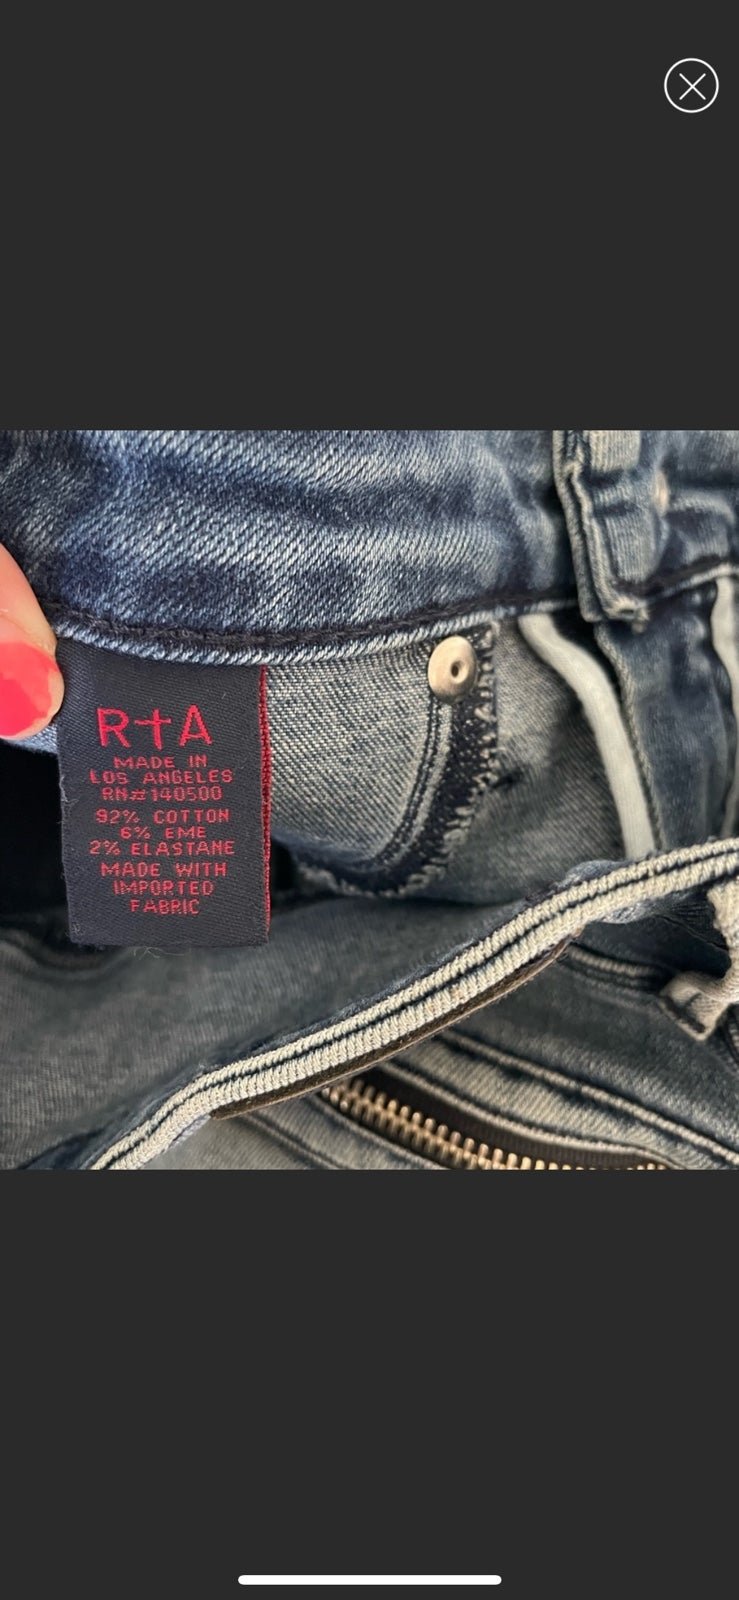 R†A
MADE IN
LOS ANGELES
RN#140500
92% COTTON
6% EME
2% ELASTANE
MADE WITH
IMPORTED
FABRIC